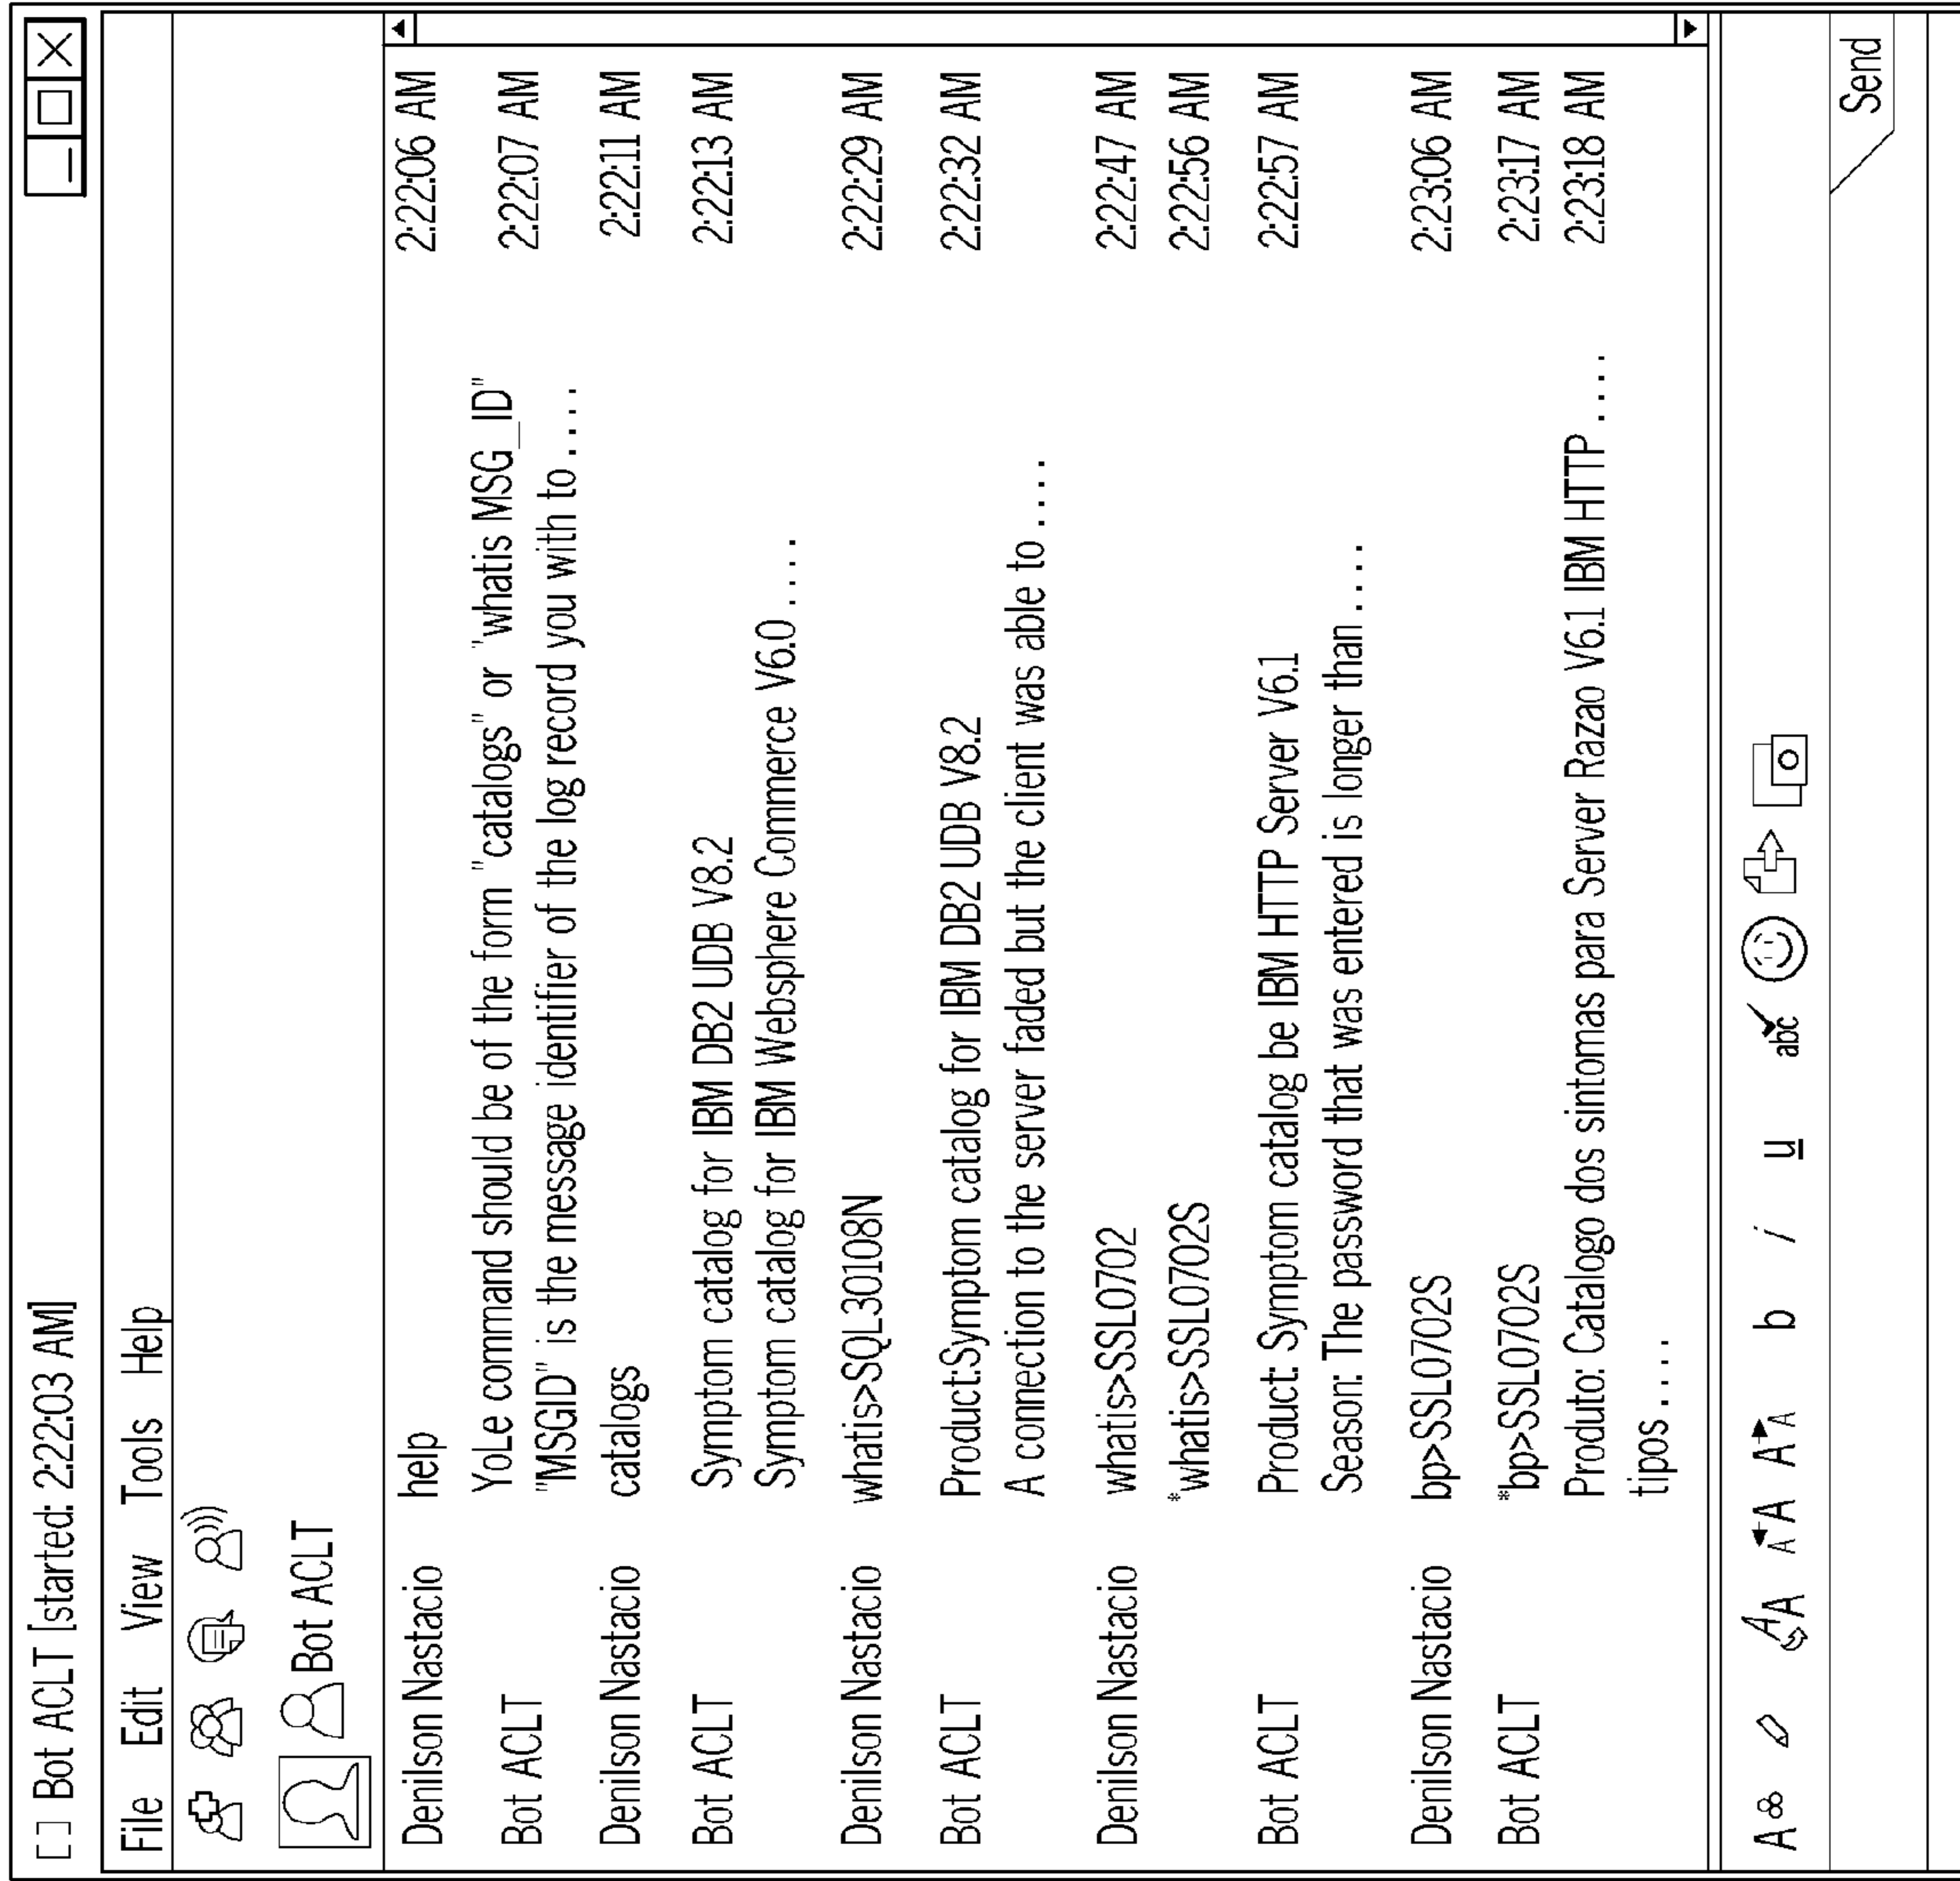 [ ] Bot ACLT [started: 2:22:03 AM]
File Edit View Tools Help
Bot ACLT
Denilson Nastacio help 2:22:06 AM
Bot ACLT YoLe command should be of the form "catalogs" or "whatis MSG_ID" 2:22:07 AM
"MSGID" is the message identifier of the log record you with to.....
Denilson Nastacio catalogs 2:22:11 AM
Bot ACLT Symptom catalog for IBM DB2 UDB V8.2 2:22:13 AM
Symptom catalog for IBM Websphere Commerce V6.0....
Denilson Nastacio whatis>SQL30108N 2:22:29 AM
Bot ACLT Product:Symptom catalog for IBM DB2 UDB V8.2 2:22:32 AM
A connection to the server faded but the client was able to....
Denilson Nastacio whatis>SSL0702 2:22:47 AM
*whatis>SSL0702S 2:22:56 AM
Bot ACLT Product: Symptom catalog be IBM HTTP Server V6.1 2:22:57 AM
Season: The password that was entered is longer than....
Denilson Nastacio bp>SSL0702S 2:23:06 AM
Bot ACLT *bp>SSL0702S 2:23:17 AM
Produto: Catalogo dos sintomas para Server Razao V6.1 IBM HTTP.... 2:23:18 AM
tipos.....
A A A A A A A b i u abc
Send